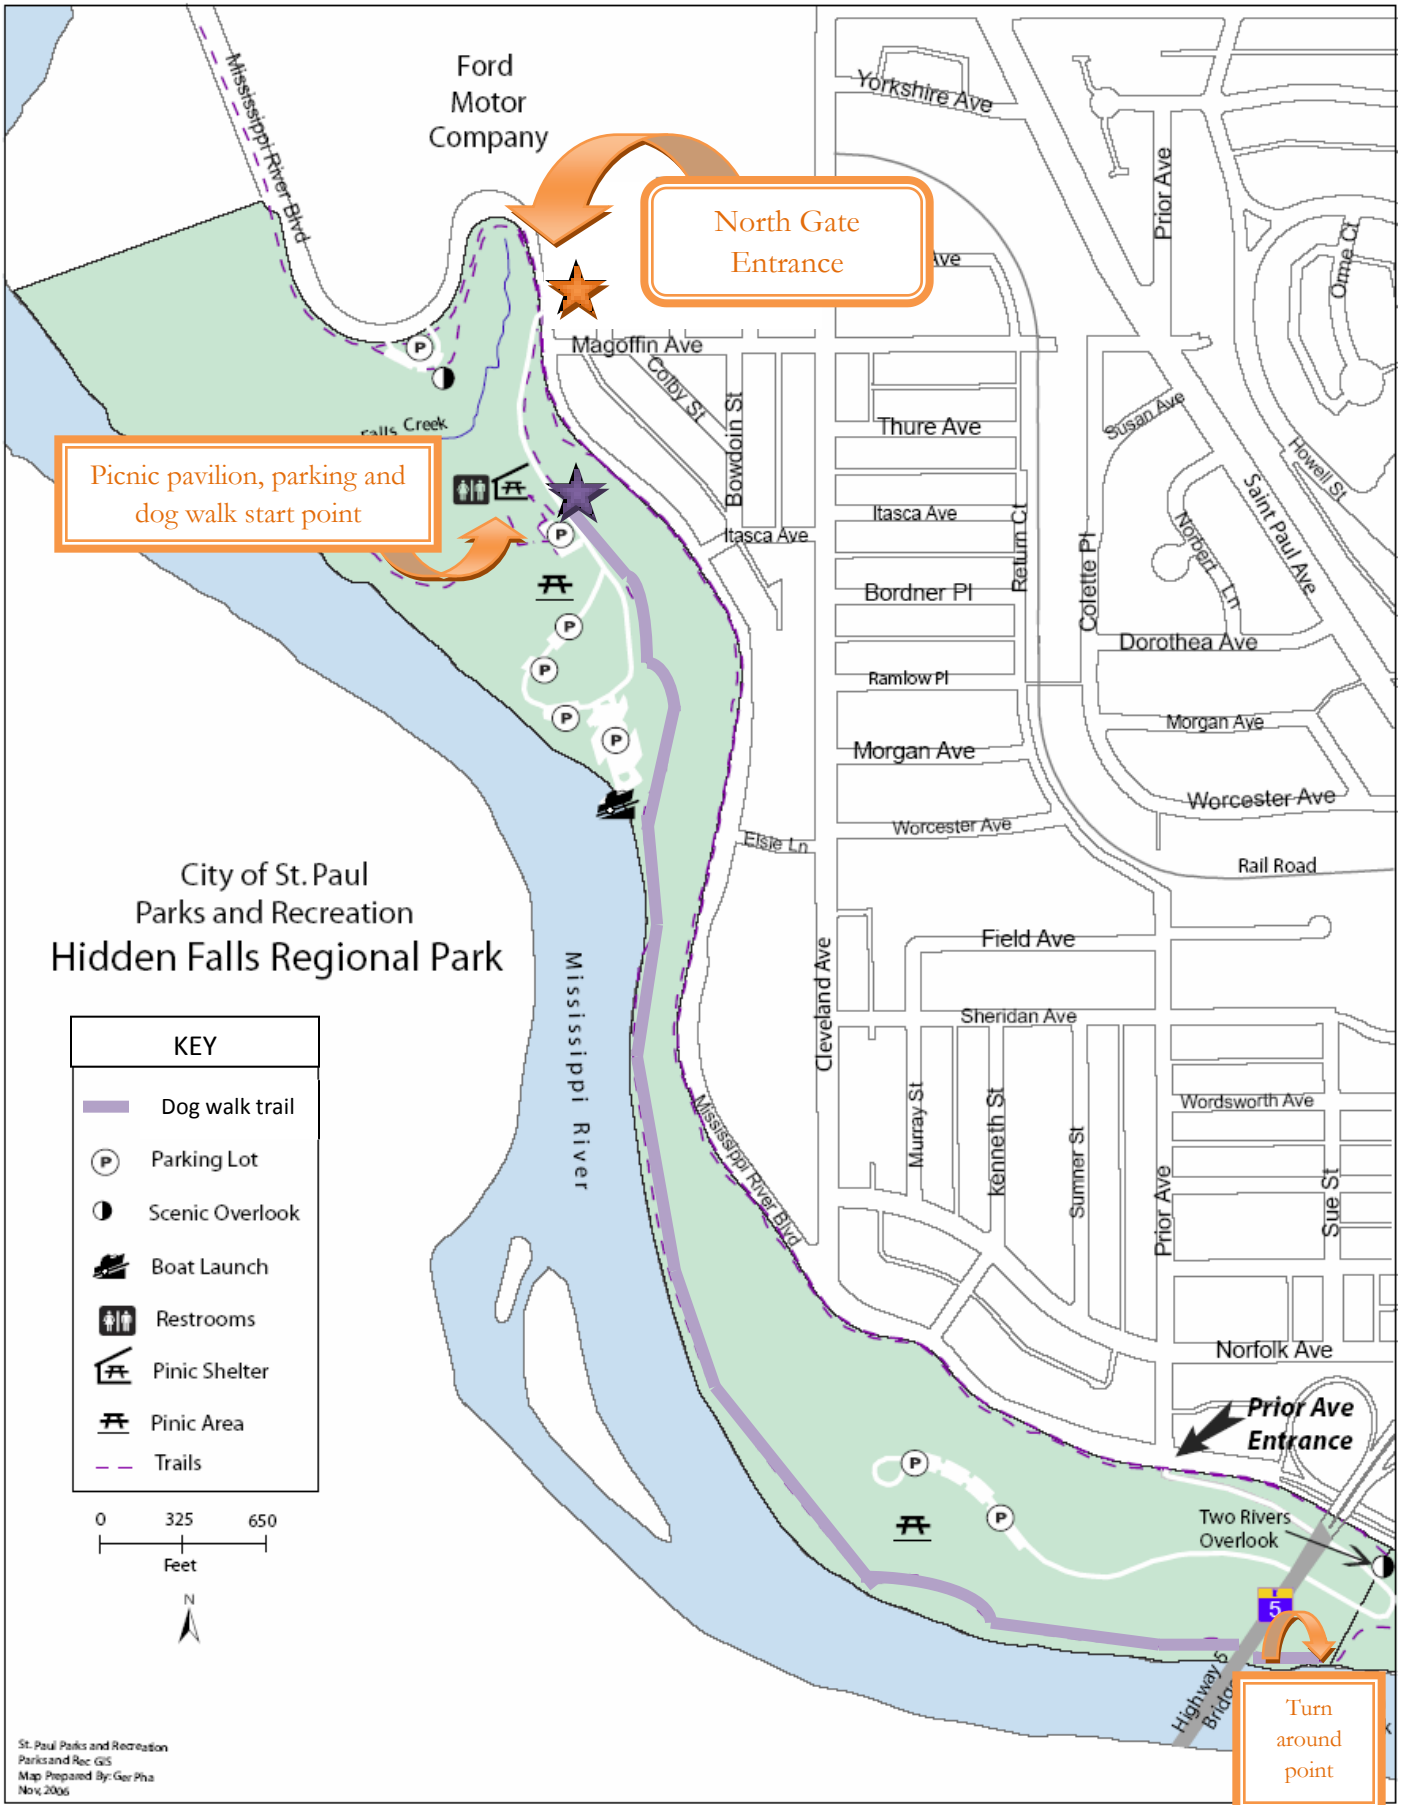 Ford
Motor
Company
Mississippi River Blvd
North Gate
Entrance
Yorkshire Ave
Prior Ave
Orme Ct
Ave
Magoffin Ave
Colby St
Bowdoin St
Susan Ave
Thure Ave
Howell St
Saint Paul Ave
Falls Creek
Picnic pavilion, parking and
dog walk start point
P
Itasca Ave
Itasca Ave
Return Ct
Colette Pl
Norbert Ln
Bordner Pl
Dorothea Ave
Ramlow Pl
Morgan Ave
Morgan Ave
P
P
P
P
P
Worcester Ave
Worcester Ave
Elsie Ln
Rail Road
City of St. Paul
Parks and Recreation
Hidden Falls Regional Park
Mississippi River
Cleveland Ave
Field Ave
Sheridan Ave
KEY
Dog walk trail
P Parking Lot
Scenic Overlook
Boat Launch
Restrooms
Pinic Shelter
Pinic Area
Trails
0 325 650
Feet
N
Mississippi River Blvd
Murray St
kenneth St
Sumner St
Prior Ave
Wordsworth Ave
Sue St
Norfolk Ave
Prior Ave
Entrance
P
P
Two Rivers
Overlook
5
Highway 5
Bridge
Turn
around
point
k
St. Paul Parks and Recreation
Parks and Rec GIS
Map Prepared By: Ger Pha
Nov, 2006